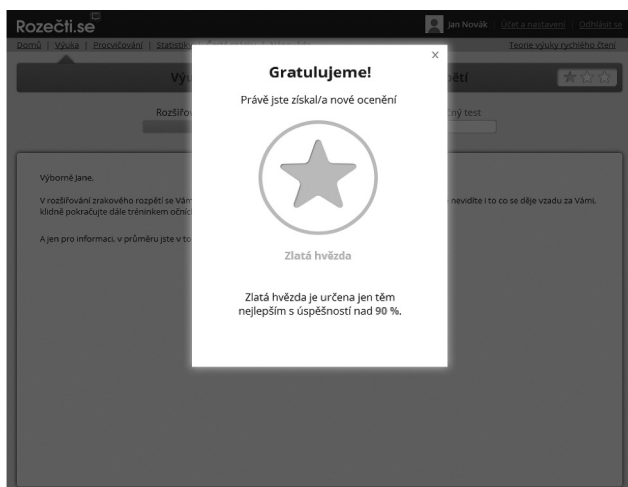 Rozečti.se
Jan Novák | Účet a nastavení | Odhlásit se
Domů | Výuka | Procvičování | Statistiky
Teorie výuky rychlého čtení
x
Gratulujeme!
Právě jste získal/a nové ocenění
Zlatá hvězda
Zlatá hvězda je určena jen těm
nejlepším s úspěšností nad 90 %.
test
Výborně Jane,
V rozšiřování zrakového rozpětí se Vám
nevidíte i to co se děje vzadu za Vámi,
klidně pokračujte dále tréninkem
A jen pro informaci, v průměru jste v